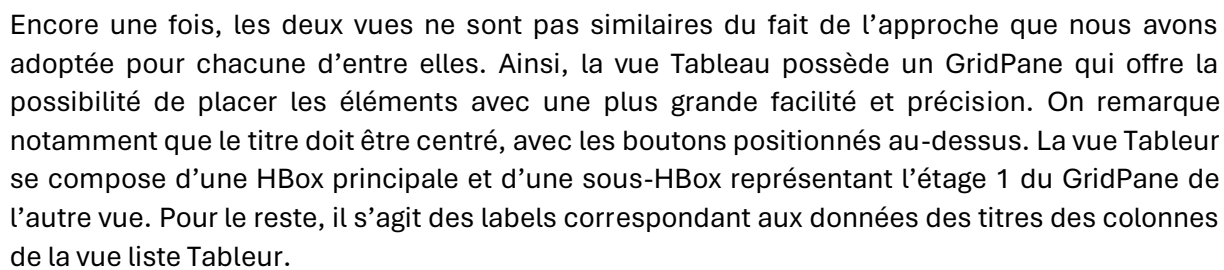 Encore une fois, les deux vues ne sont pas similaires du fait de l’approche que nous avons
adoptée pour chacune d’entre elles. Ainsi, la vue Tableau possède un GridPane qui offre la
possibilité de placer les éléments avec une plus grande facilité et précision. On remarque
notamment que le titre doit être centré, avec les boutons positionnés au-dessus. La vue Tableur
se compose d’une HBox principale et d’une sous-HBox représentant l’étage 1 du GridPane de
l’autre vue. Pour le reste, il s’agit des labels correspondant aux données des titres des colonnes
de la vue liste Tableur.